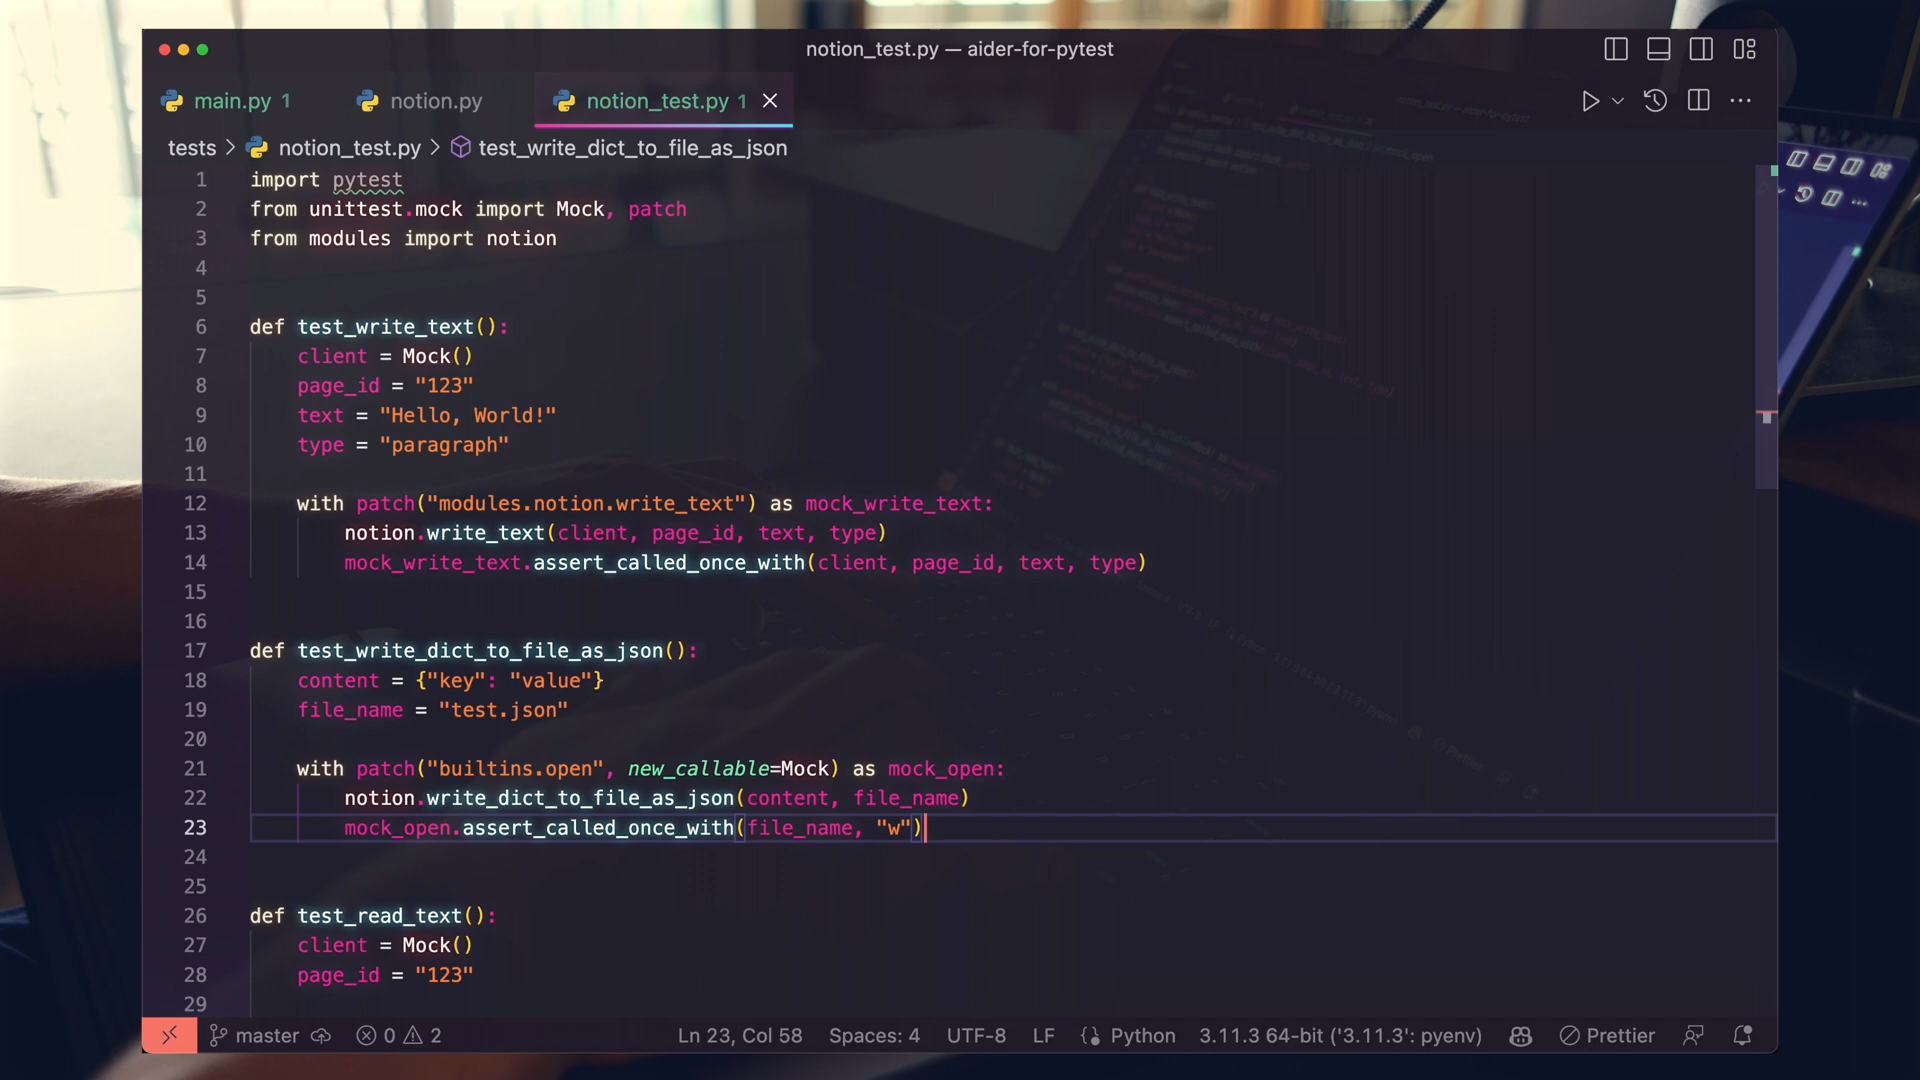 notion_test.py — aider-for-pytest
main.py 1
notion.py
notion_test.py 1
tests > notion_test.py > test_write_dict_to_file_as_json
1 import pytest
2 from unittest.mock import Mock, patch
3 from modules import notion
4
5
6 def test_write_text():
7 client = Mock()
8 page_id = "123"
9 text = "Hello, World!"
10 type = "paragraph"
11
12 with patch("modules.notion.write_text") as mock_write_text:
13 notion.write_text(client, page_id, text, type)
14 mock_write_text.assert_called_once_with(client, page_id, text, type)
15
16
17 def test_write_dict_to_file_as_json():
18 content = {"key": "value"}
19 file_name = "test.json"
20
21 with patch("builtins.open", new_callable=Mock) as mock_open:
22 notion.write_dict_to_file_as_json(content, file_name)
23 mock_open.assert_called_once_with(file_name, "w")
24
25
26 def test_read_text():
27 client = Mock()
28 page_id = "123"
29
master 0 2 Ln 23, Col 58 Spaces: 4 UTF-8 LF Python 3.11.3 64-bit ('3.11.3': pyenv) Prettier